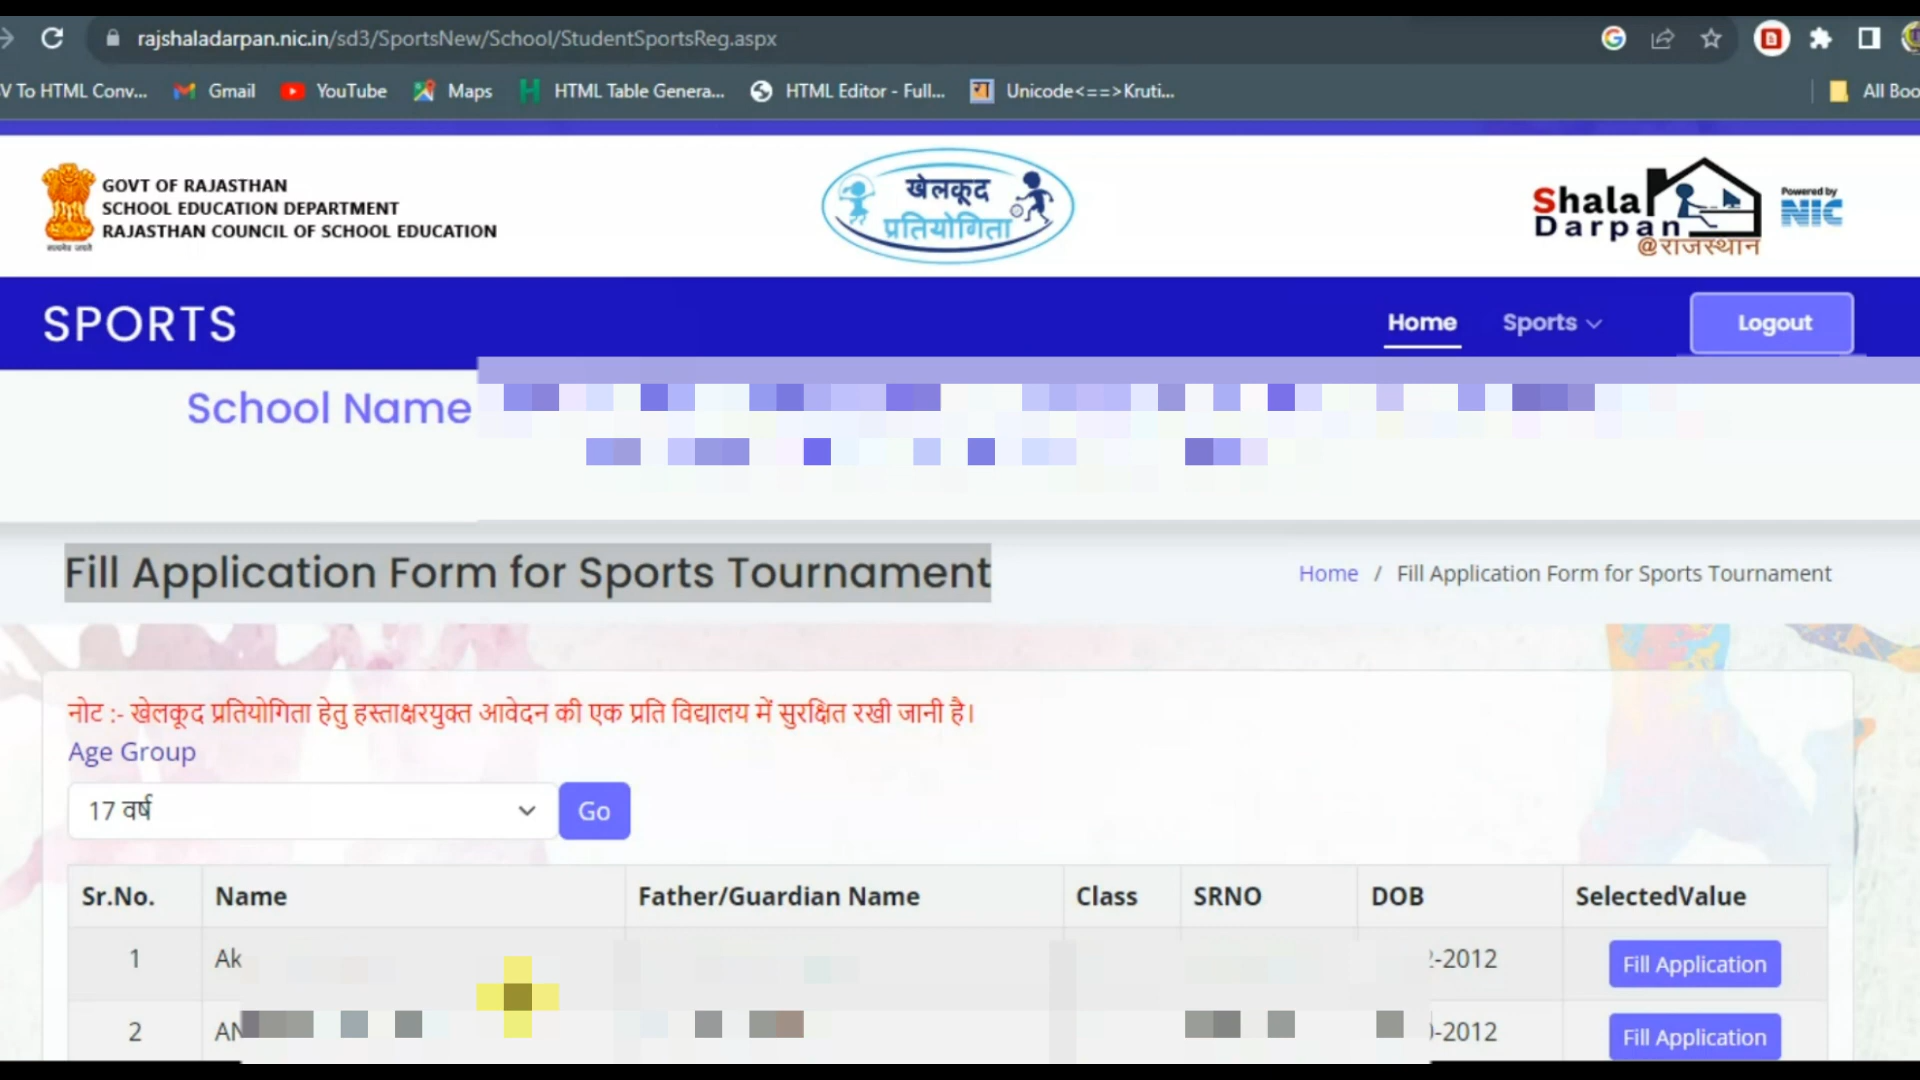 rajshaladarpan.nic.in/sd3/SportsNew/School/StudentSportsReg.aspx
V To HTML Conv... Gmail YouTube Maps HTML Table Genera... HTML Editor - Full... Unicode<==>Kruti... All Boo
GOVT OF RAJASTHAN
SCHOOL EDUCATION DEPARTMENT
RAJASTHAN COUNCIL OF SCHOOL EDUCATION
सत्यमेव जयते
खेलकूद
प्रतियोगिता
Shala
Darpan
@राजस्थान
Powered by
NIC
SPORTS Home Sports Logout
School Name
Fill Application Form for Sports Tournament Home / Fill Application Form for Sports Tournament
नोट :- खेलकूद प्रतियोगिता हेतु हस्ताक्षरयुक्त आवेदन की एक प्रति विद्यालय में सुरक्षित रखी जानी है।
Age Group
17 वर्ष Go
Sr.No. Name Father/Guardian Name Class SRNO DOB SelectedValue
1 Ak -2012 Fill Application
2 AN -2012 Fill Application